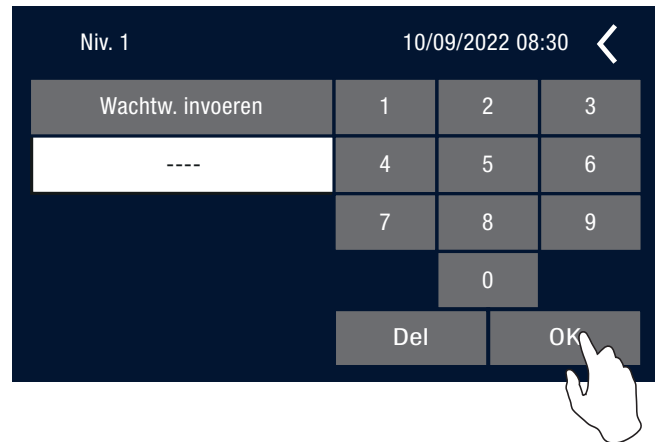 Niv. 1 10/09/2022 08:30
Wachtw. invoeren 1 2 3
---- 4 5 6
7 8 9
0
Del OK